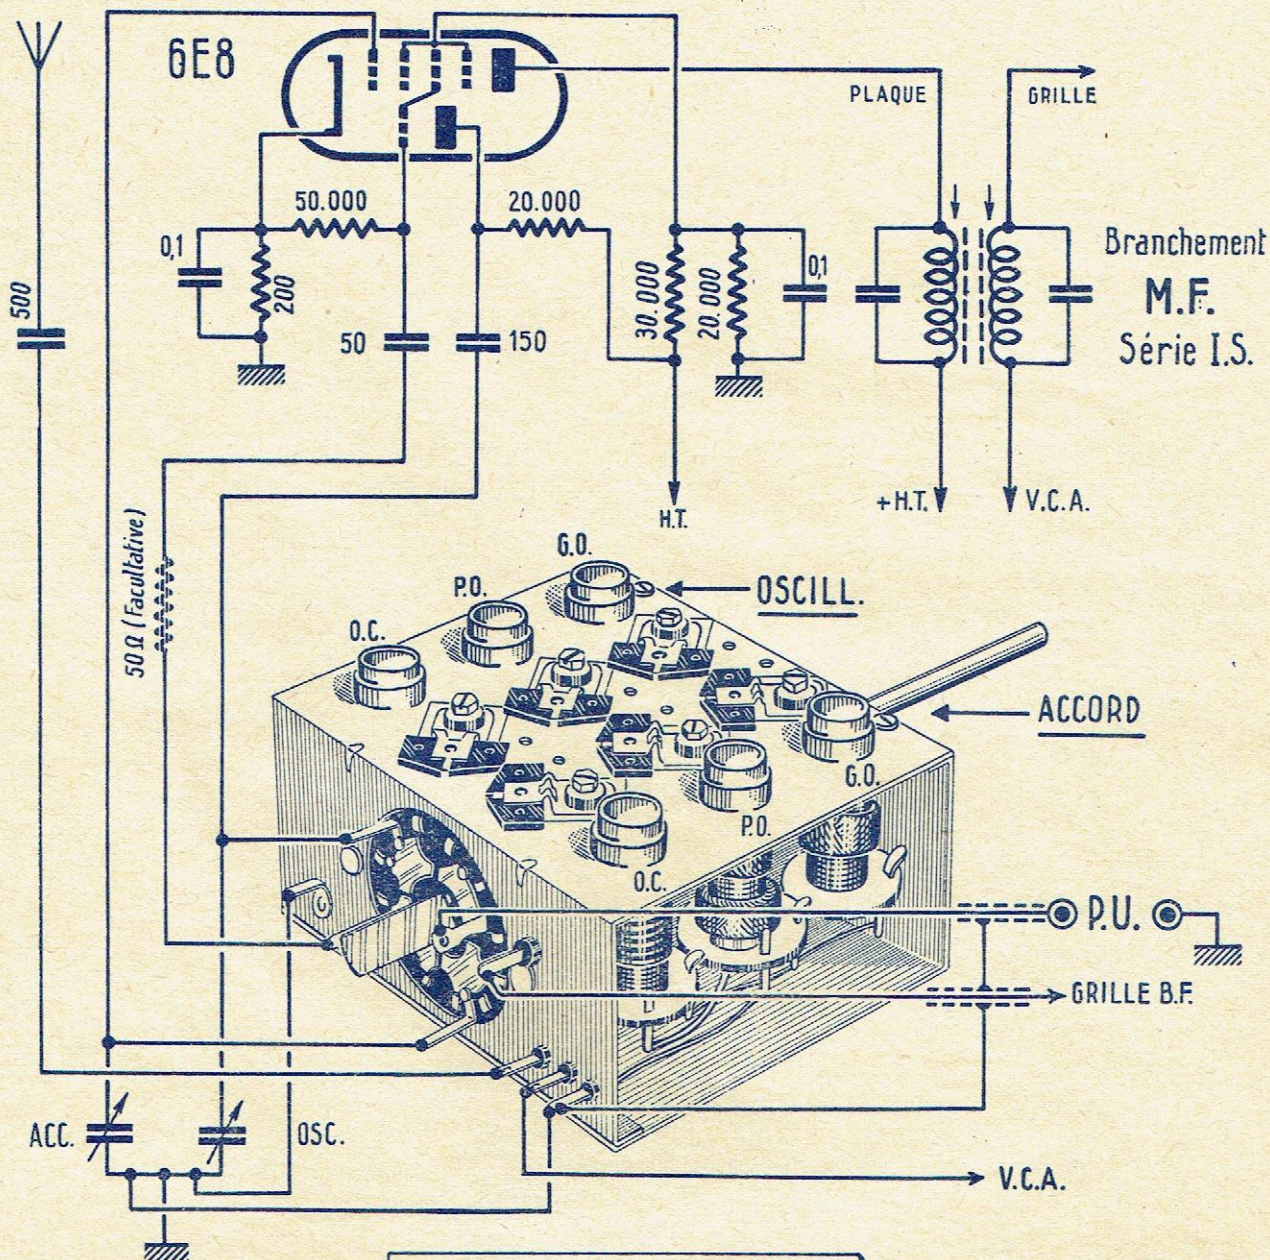 6E8
PLAQUE
GRILLE
50.000
20.000
0,1
200
500
50
150
30.000
20.000
0,1
Branchement
M.F.
Série I.S.
H.T.
+H.T.
V.C.A.
50 Ω (Facultative)
G.O.
OSCILL.
P.O.
O.C.
ACCORD
G.O.
P.O.
O.C.
P.U.
GRILLE B.F.
ACC.
OSC.
V.C.A.